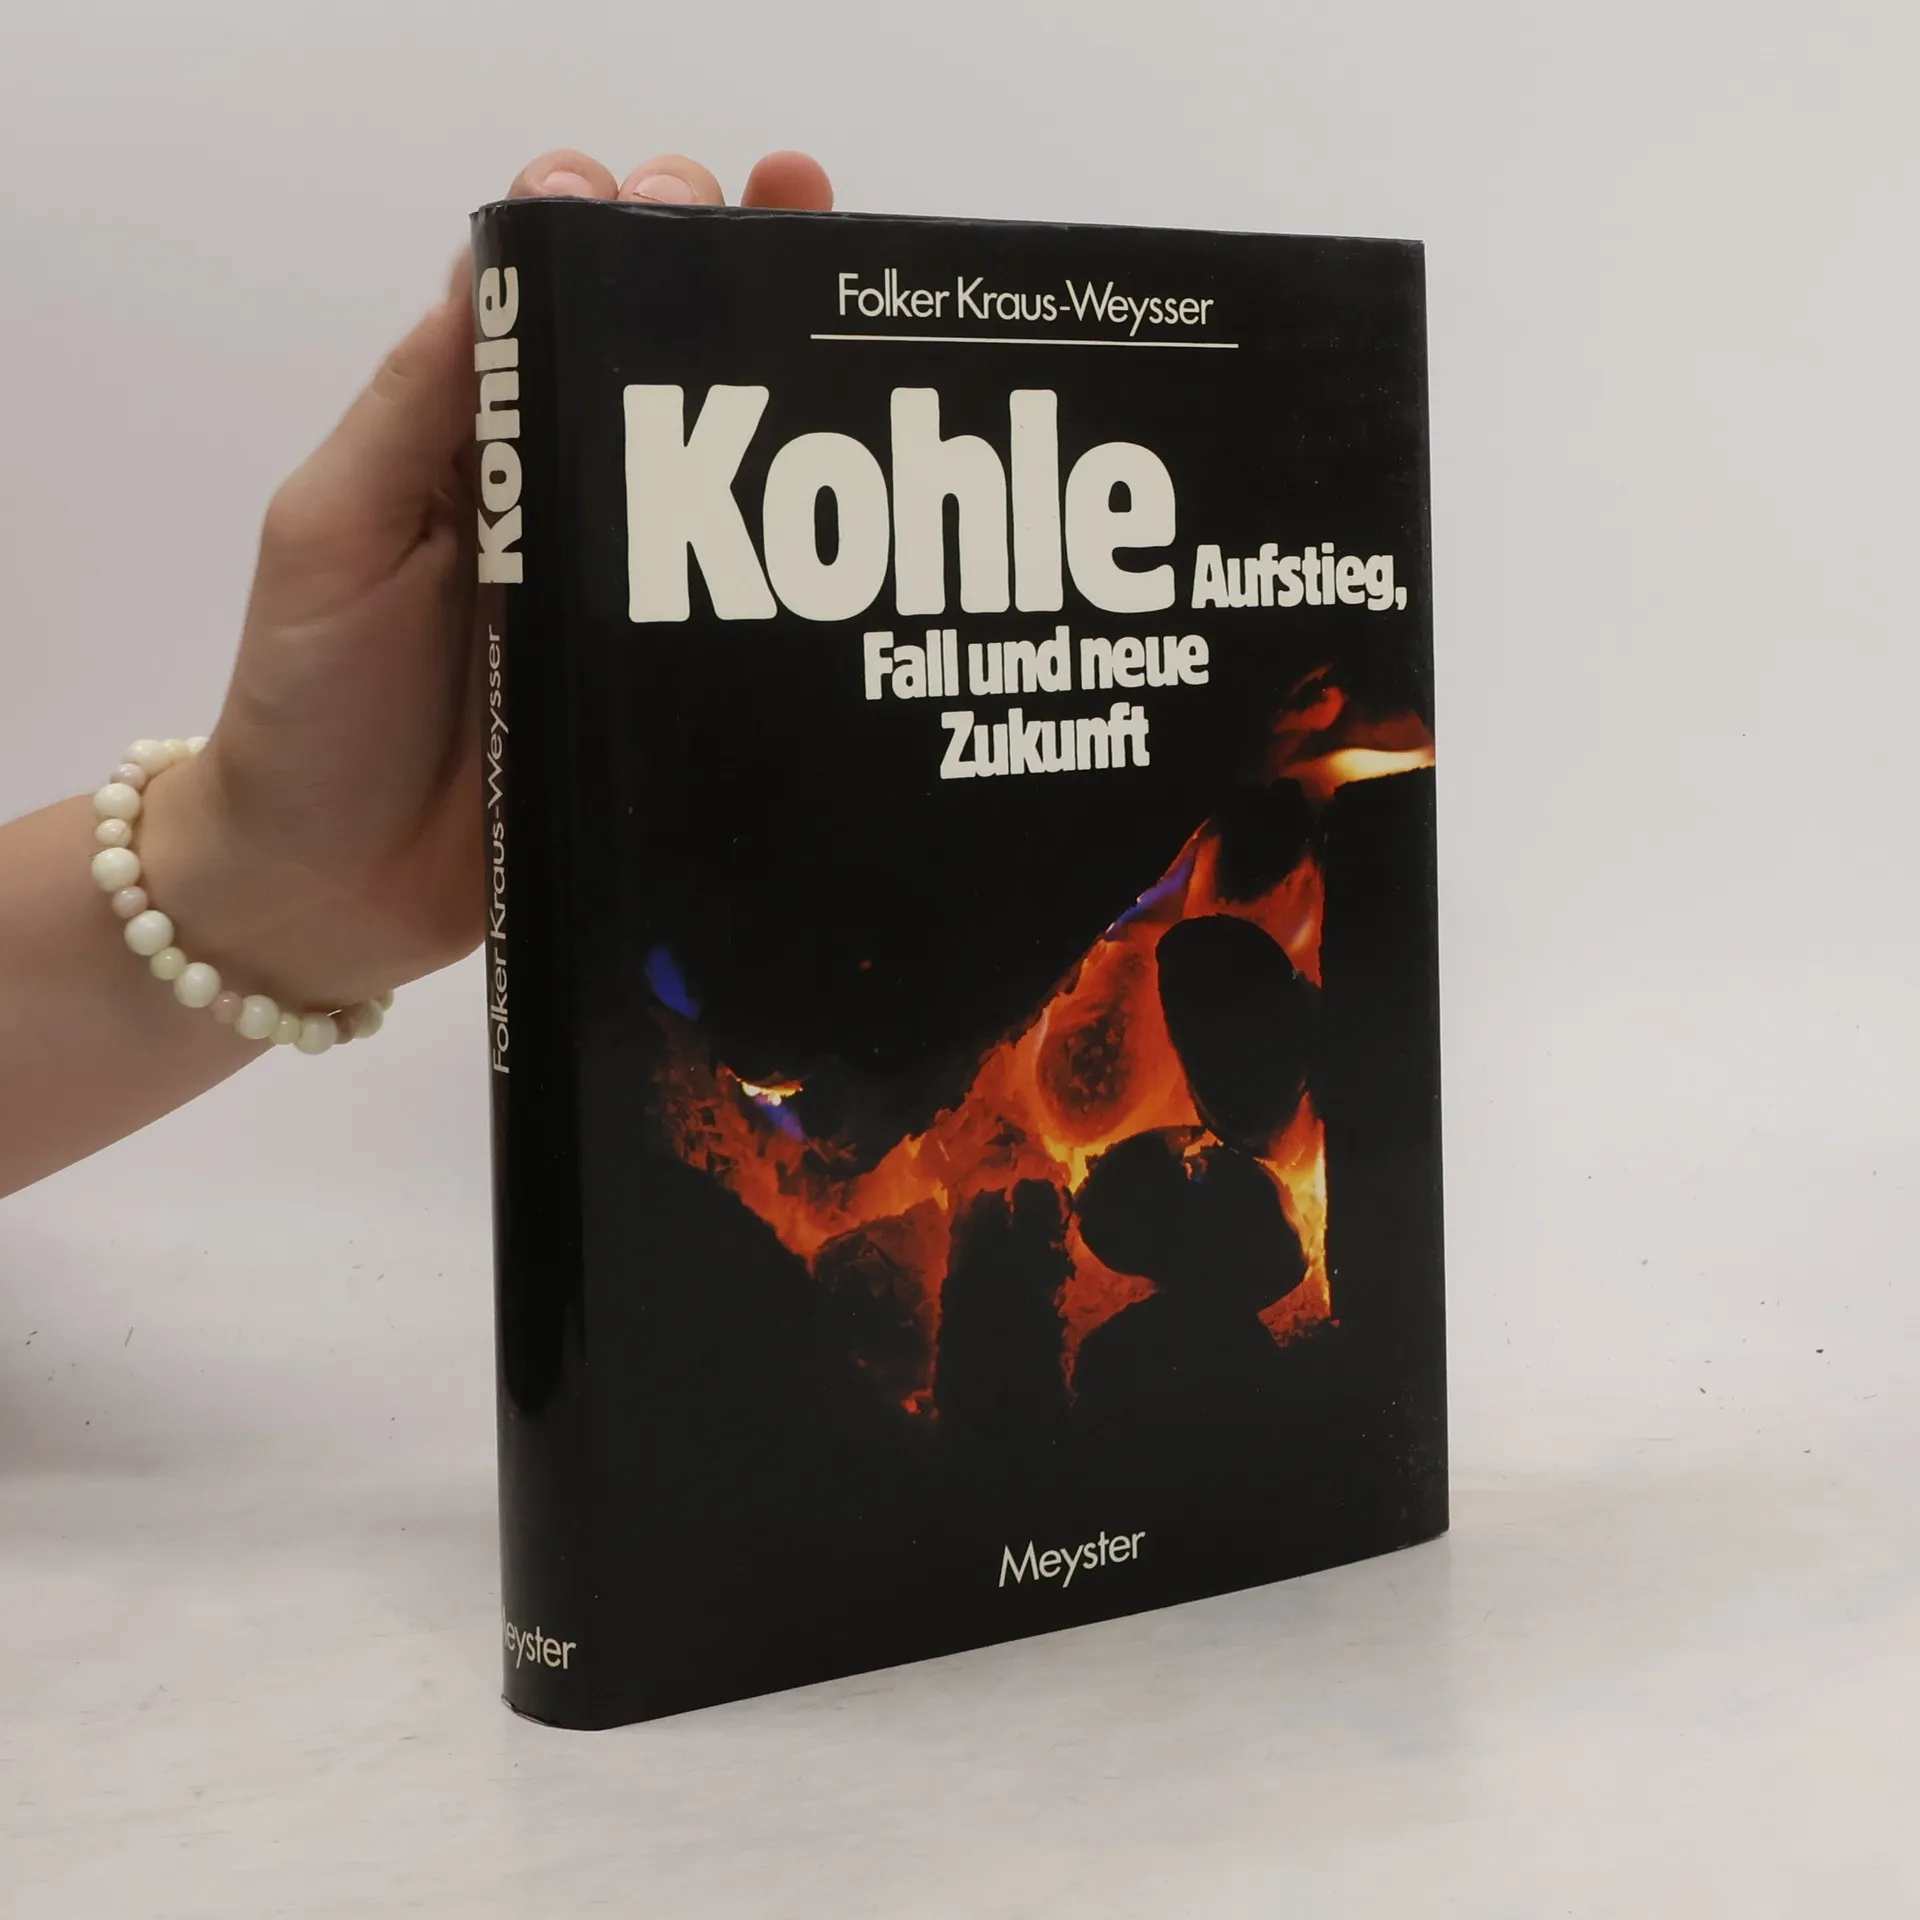 Folker Kraus-Weysser
Kohle Aufstieg,
Fall und neue
Zukunft
Meyster
Kohle
Folker Kraus-Weysser
eyster